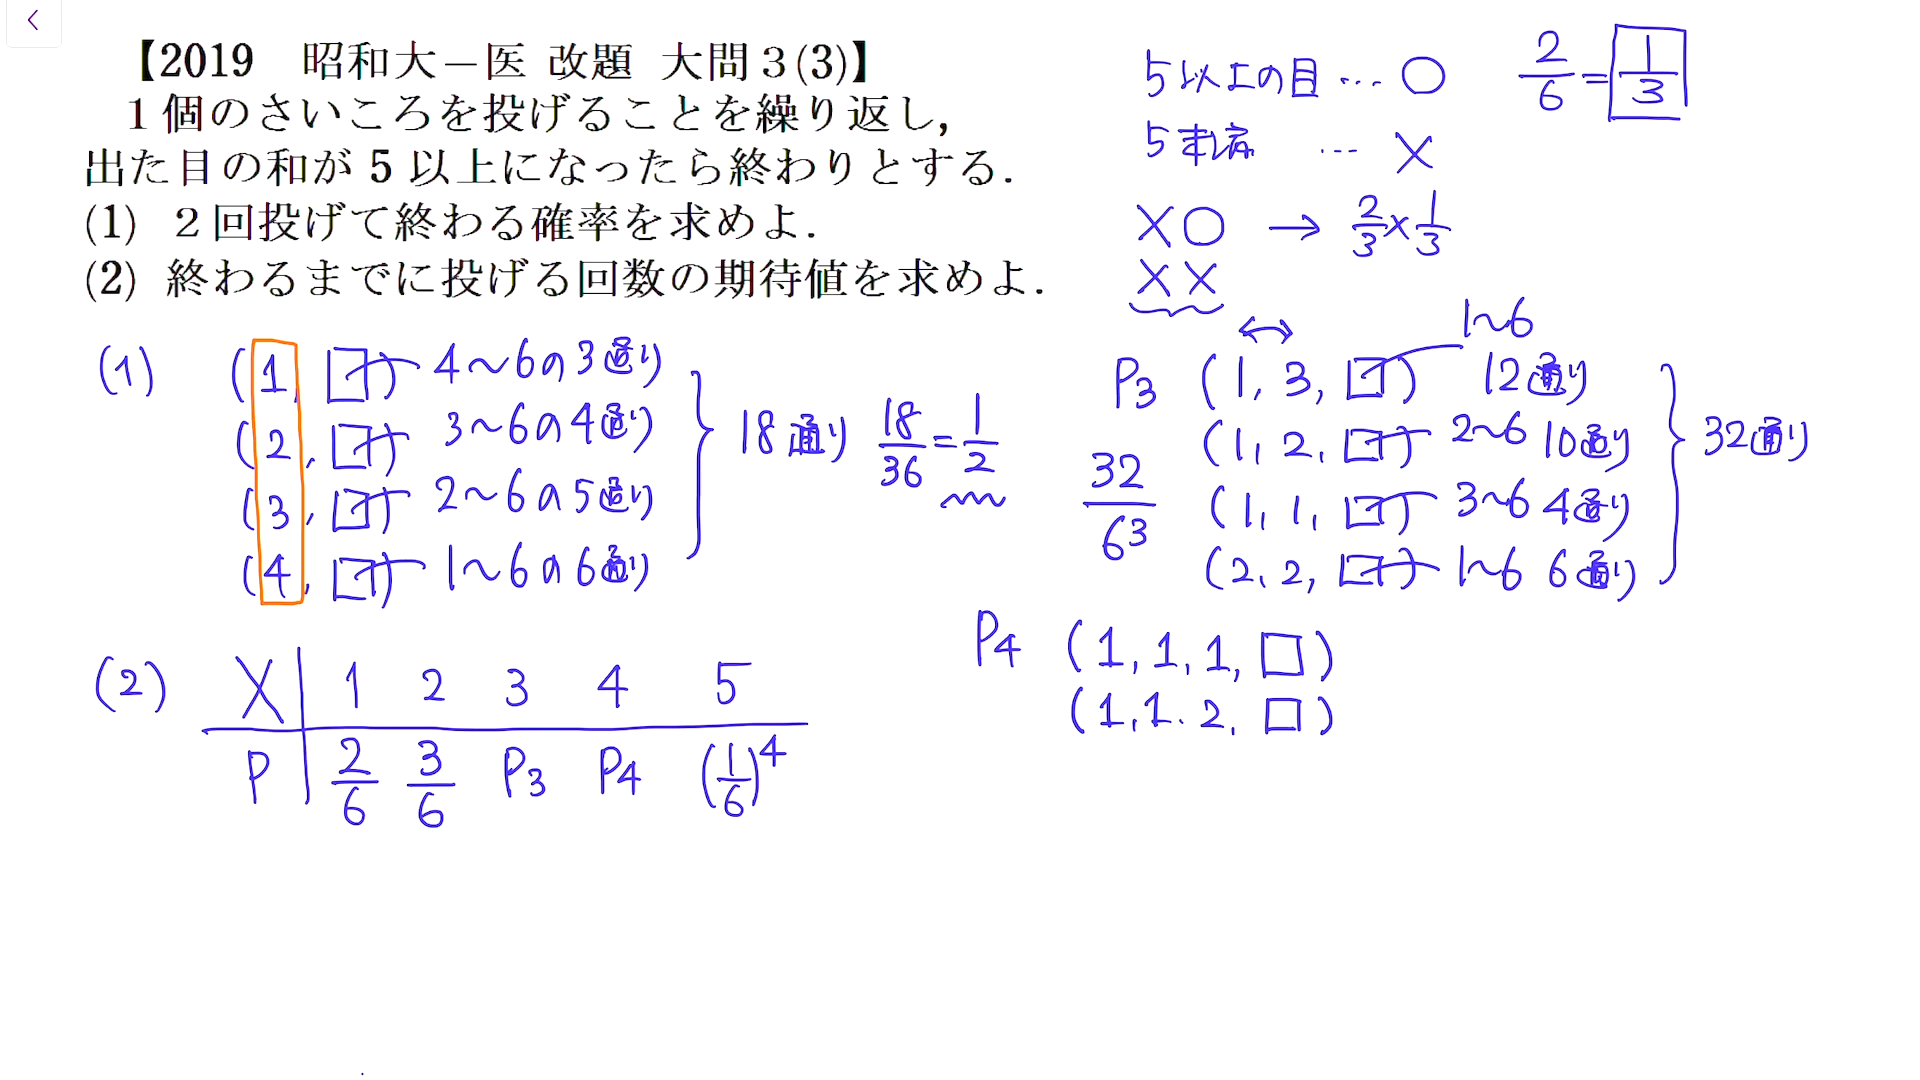 【2019 昭和大－医 改題 大問３(3)】
１個のさいころを投げることを繰り返し,
出た目の和が 5 以上になったら終わりとする.
(1) ２回投げて終わる確率を求めよ.
(2) 終わるまでに投げる回数の期待値を求めよ.
5以上の目 … ○ 2/6 = 1/3
5未満 … ×
×○ → 2/3 × 1/3
××
(1) (1, □) 4～6の3通り
(2, □) 3～6の4通り
(3, □) 2～6の5通り
(4, □) 1～6の6通り
18通り 18/36 = 1/2
P3 (1, 3, □) 1～6 12通り
(1, 2, □) 2～6 10通り
(1, 1, □) 3～6 4通り
(2, 2, □) 1～6 6通り
32通り
32/6³
P4 (1, 1, 1, □)
(1, 1. 2, □)
(2) X 1 2 3 4 5
P 2/6 3/6 P3 P4 (1/6)⁴